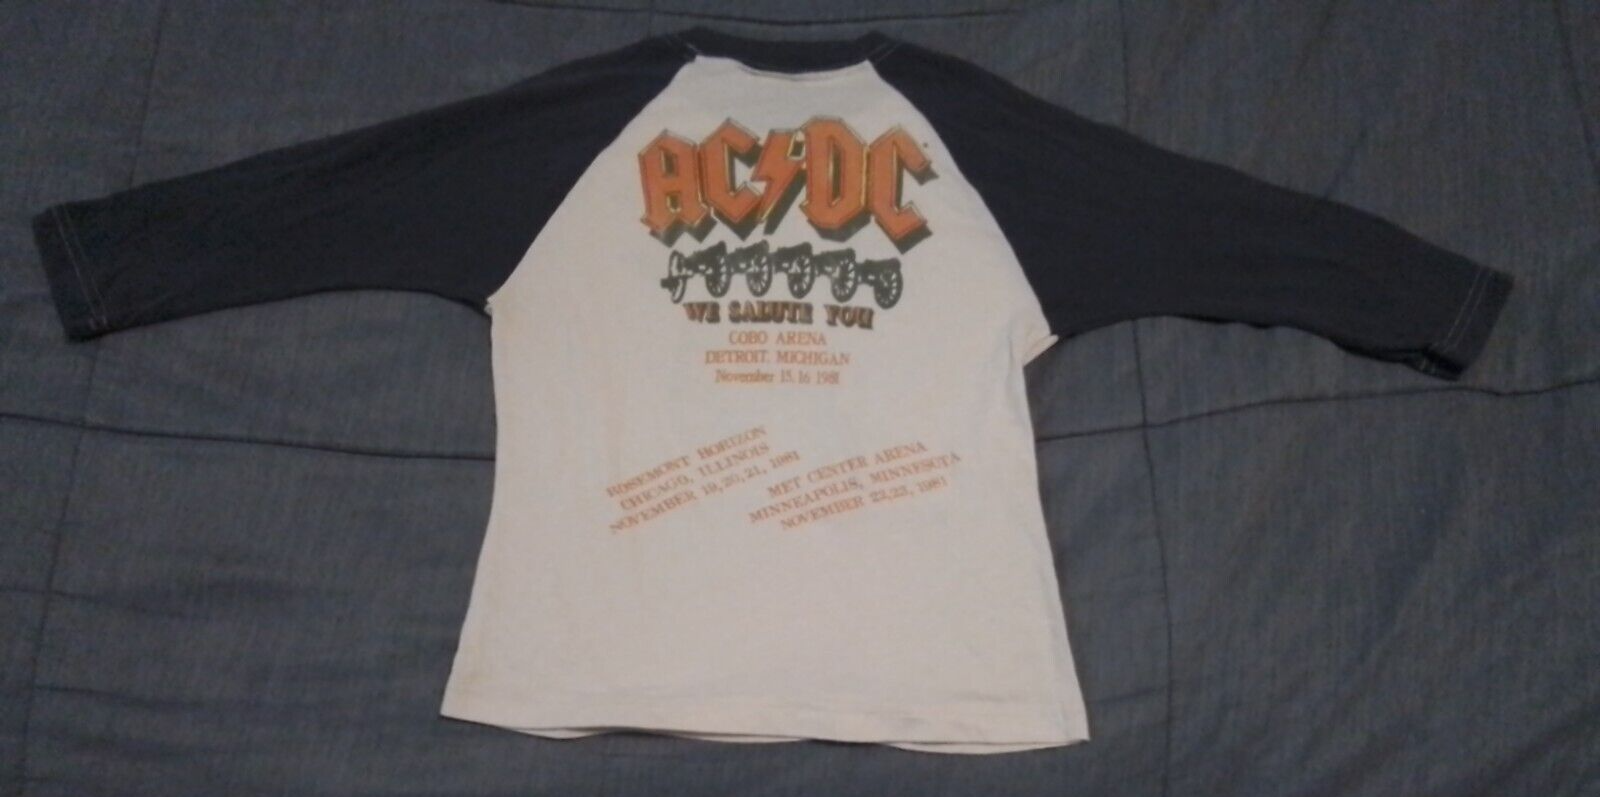 AC⚡DC
WE SALUTE YOU
COBO ARENA
DETROIT, MICHIGAN
November 15, 16 1981
ROSEMONT HORIZON
CHICAGO, ILLINOIS
NOVEMBER 19, 20, 21, 1981
MET CENTER ARENA
MINNEAPOLIS, MINNESOTA
NOVEMBER 22, 23, 1981